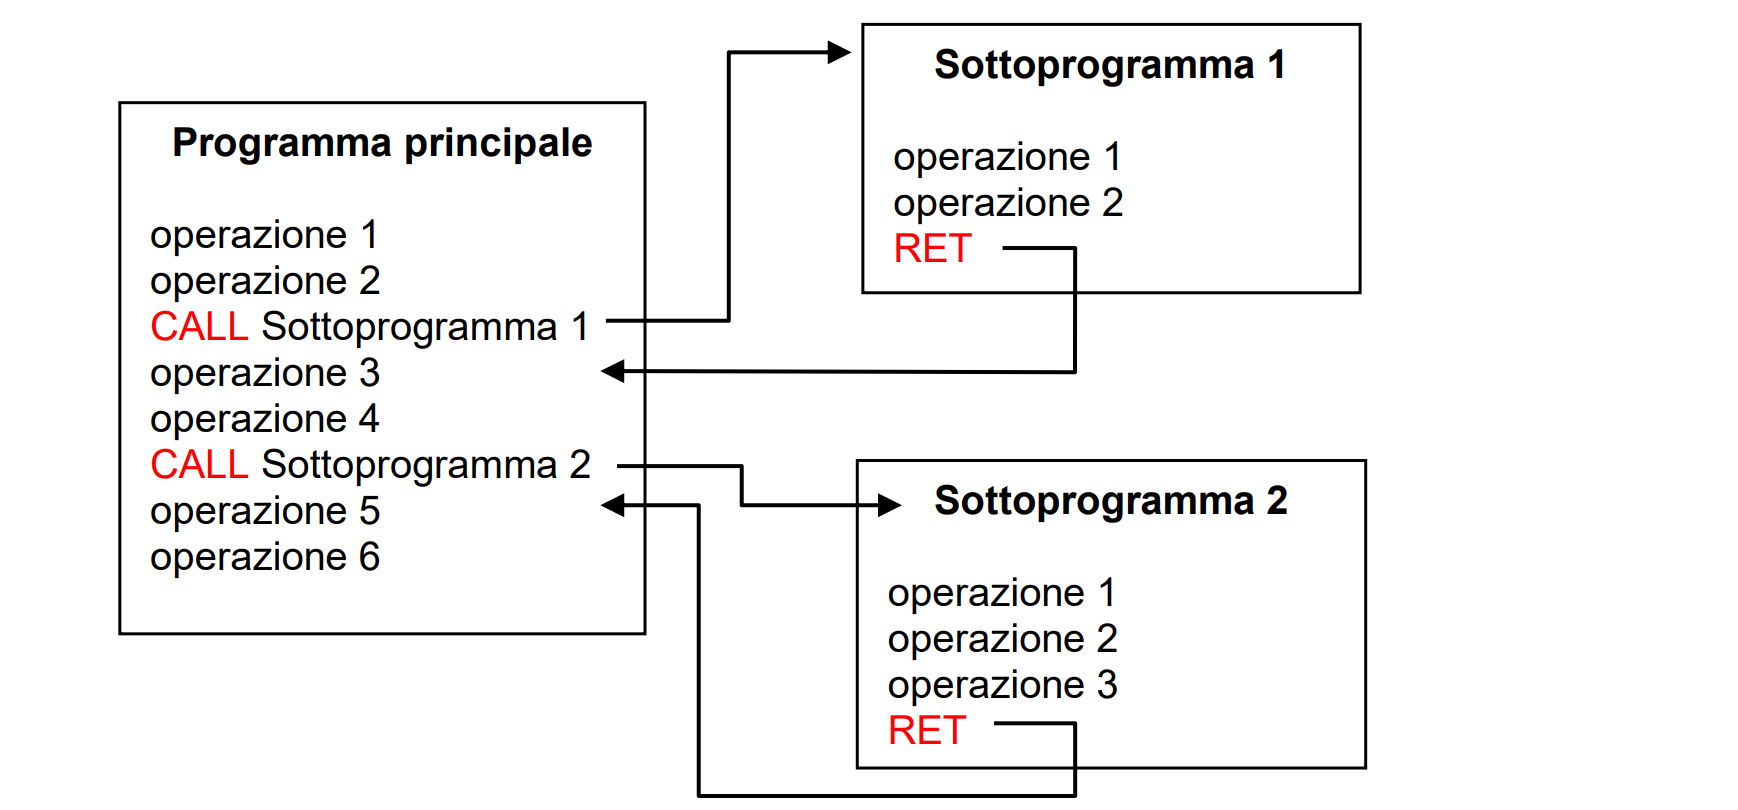 Programma principale
operazione 1
operazione 2
CALL Sottoprogramma 1
operazione 3
operazione 4
CALL Sottoprogramma 2
operazione 5
operazione 6
Sottoprogramma 1
operazione 1
operazione 2
RET
Sottoprogramma 2
operazione 1
operazione 2
operazione 3
RET